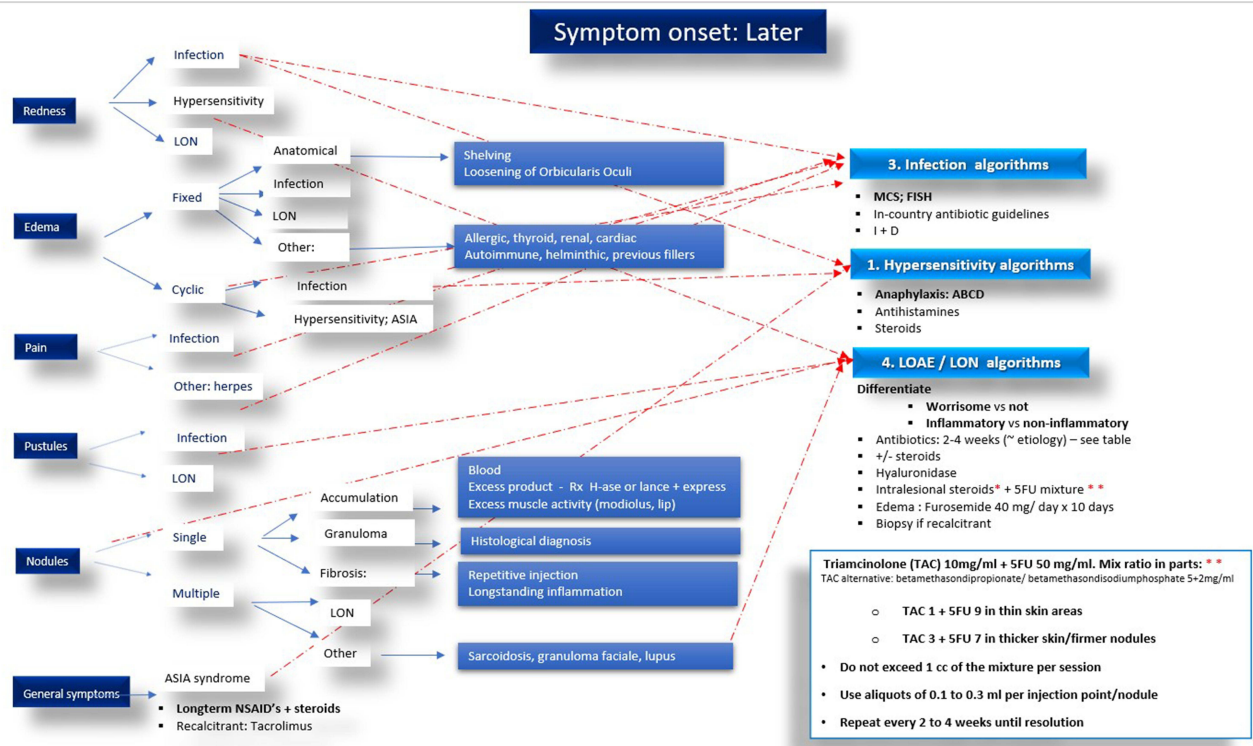 Symptom onset: Later
Redness
Infection
Hypersensitivity
LON
Edema
Fixed
Anatomical
Shelving
Loosening of Orbicularis Oculi
Infection
LON
Other:
Allergic, thyroid, renal, cardiac
Autoimmune, helminthic, previous fillers
Cyclic
Infection
Hypersensitivity; ASIA
Pain
Infection
Other: herpes
Pustules
Infection
LON
Nodules
Single
Accumulation
Blood
Excess product - Rx H-ase or lance + express
Excess muscle activity (modiolus, lip)
Granuloma
Histological diagnosis
Fibrosis:
Repetitive injection
Longstanding inflammation
Multiple
LON
Other
Sarcoidosis, granuloma faciale, lupus
General symptoms
ASIA syndrome
▪ Longterm NSAID's + steroids
▪ Recalcitrant: Tacrolimus
3. Infection algorithms
▪ MCS; FISH
▪ In-country antibiotic guidelines
▪ I + D
1. Hypersensitivity algorithms
▪ Anaphylaxis: ABCD
▪ Antihistamines
▪ Steroids
4. LOAE / LON algorithms
Differentiate
▪ Worrisome vs not
▪ Inflammatory vs non-inflammatory
▪ Antibiotics: 2-4 weeks (~ etiology) – see table
▪ +/- steroids
▪ Hyaluronidase
▪ Intralesional steroids* + 5FU mixture * *
▪ Edema : Furosemide 40 mg/ day x 10 days
▪ Biopsy if recalcitrant
Triamcinolone (TAC) 10mg/ml + 5FU 50 mg/ml. Mix ratio in parts: * *
TAC alternative: betamethasondipropionate/ betamethasondisodiumphosphate 5+2mg/ml
o TAC 1 + 5FU 9 in thin skin areas
o TAC 3 + 5FU 7 in thicker skin/firmer nodules
• Do not exceed 1 cc of the mixture per session
• Use aliquots of 0.1 to 0.3 ml per injection point/nodule
• Repeat every 2 to 4 weeks until resolution